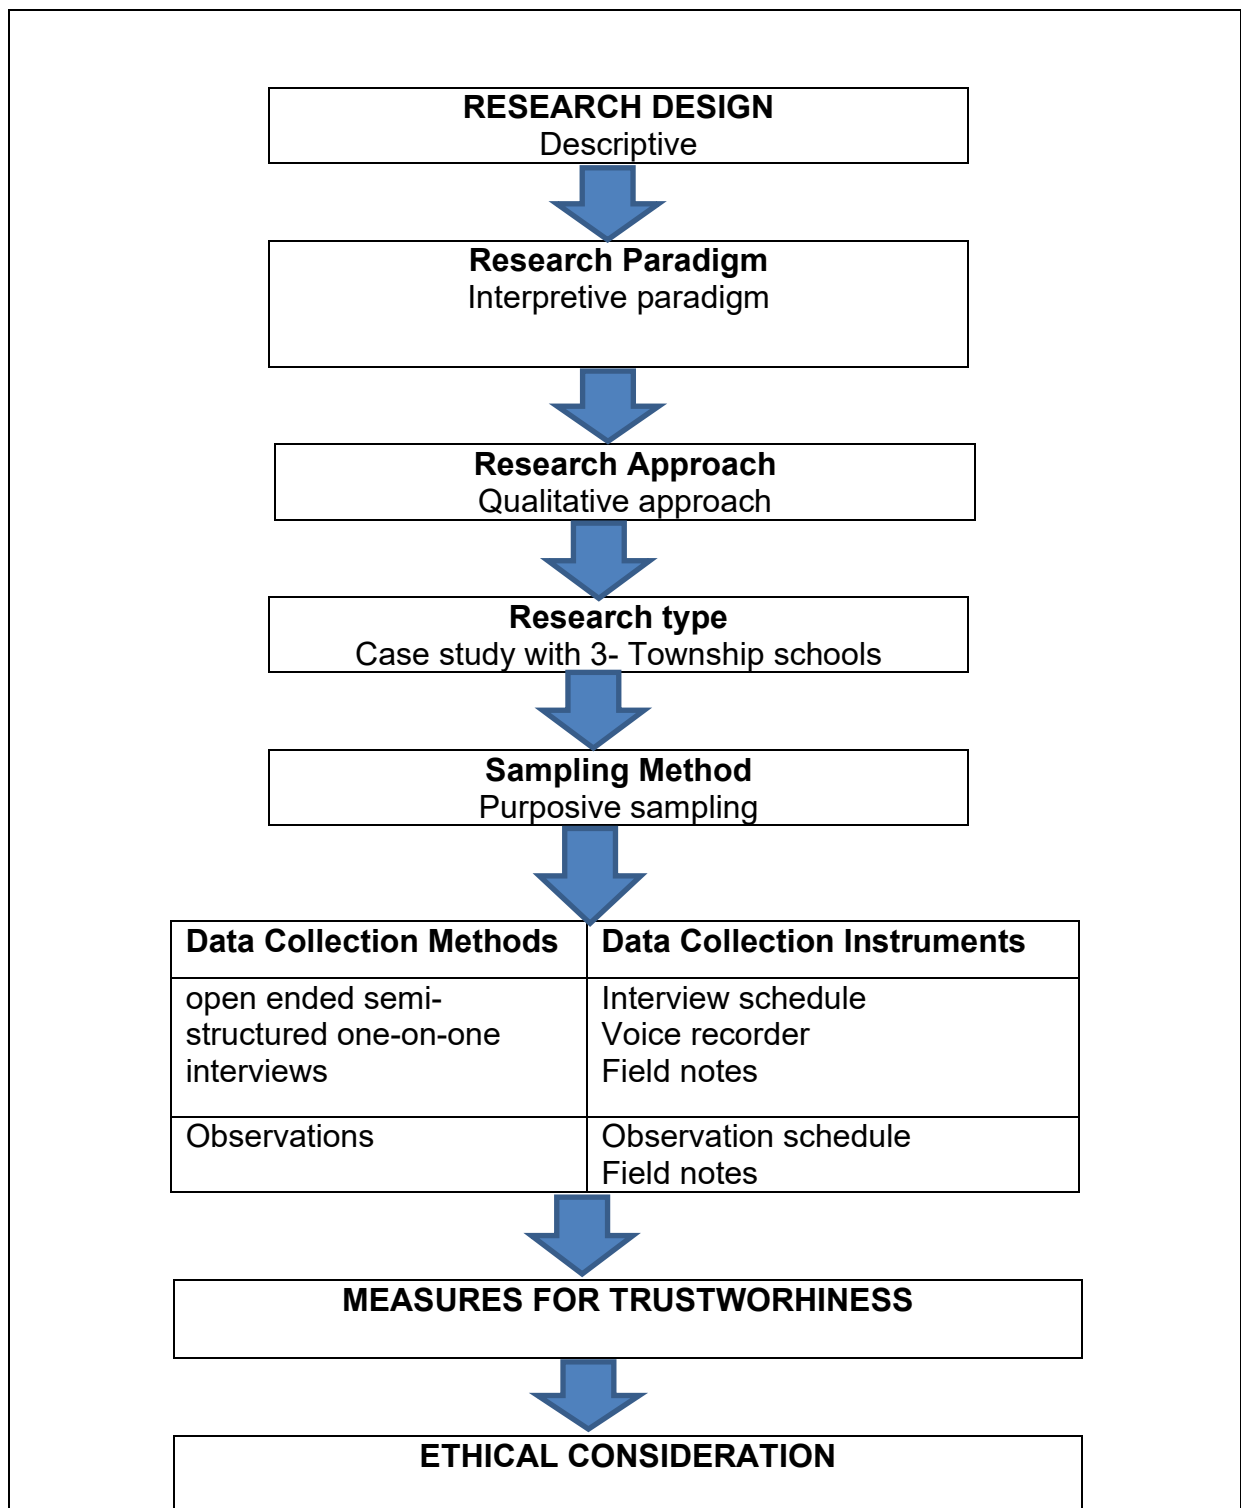 RESEARCH DESIGN
Descriptive
Research Paradigm
Interpretive paradigm
Research Approach
Qualitative approach
Research type
Case study with 3- Township schools
Sampling Method
Purposive sampling
Data Collection Methods
Data Collection Instruments
open ended semi-
structured one-on-one
interviews
Interview schedule
Voice recorder
Field notes
Observations
Observation schedule
Field notes
MEASURES FOR TRUSTWORHINESS
ETHICAL CONSIDERATION